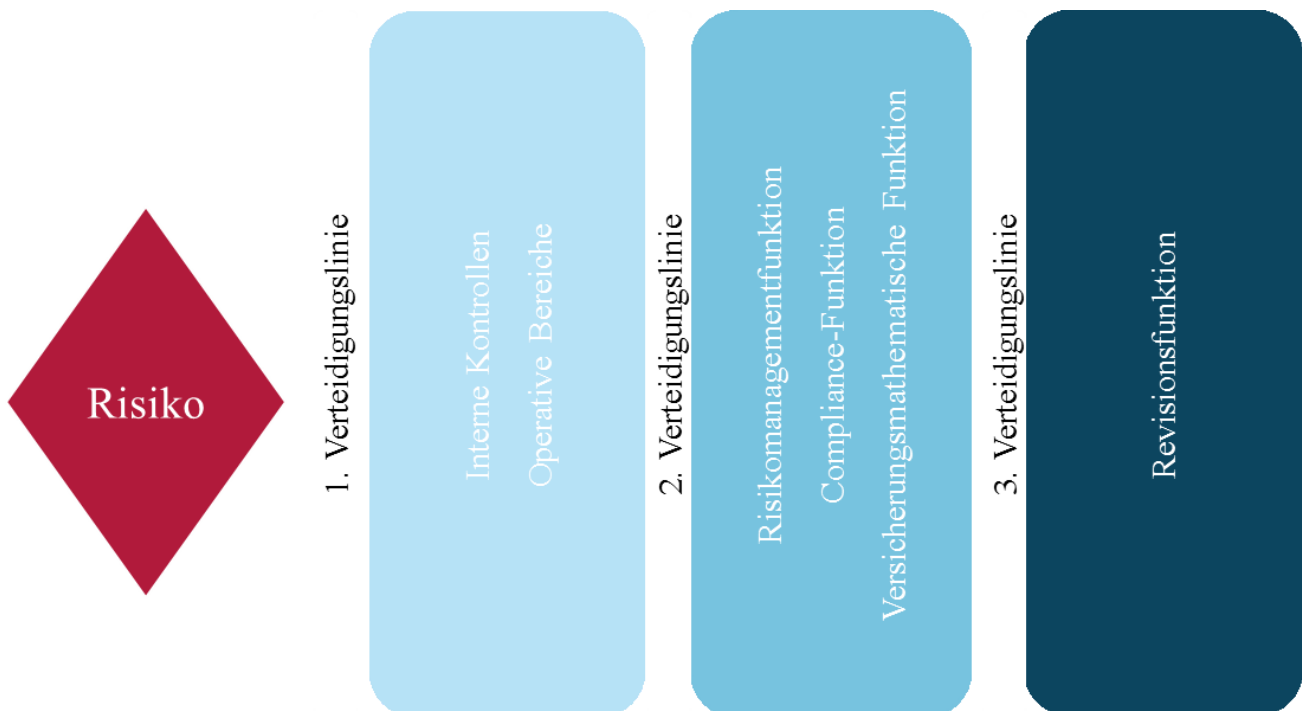 Risiko
1. Verteidigungslinie
Interne Kontrollen
Operative Bereiche
2. Verteidigungslinie
Risikomanagementfunktion
Compliance-Funktion
Versicherungsmathematische Funktion
3. Verteidigungslinie
Revisionsfunktion